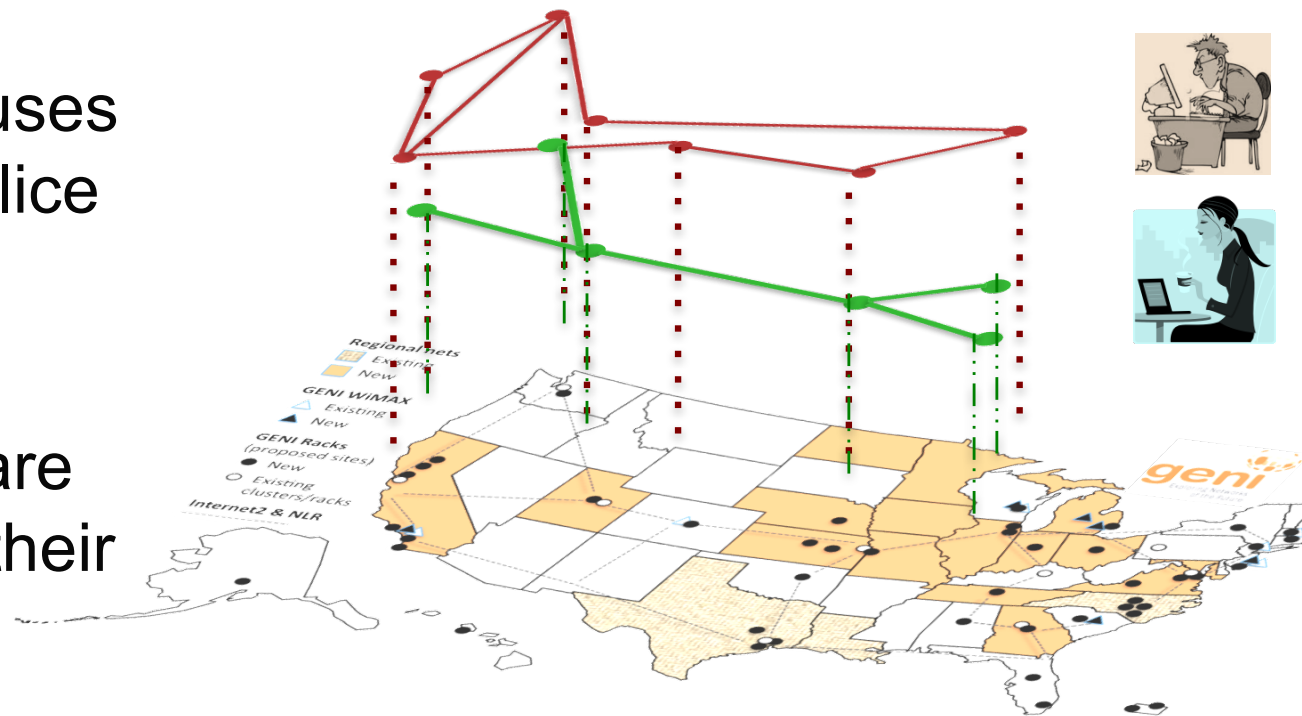 uses
lice
are
their
Regional nets
Existing
New
GENI WiMAX
Existing
New
GENI Racks
(proposed sites)
New
Existing
clusters/racks
Internet2 & NLR
geni